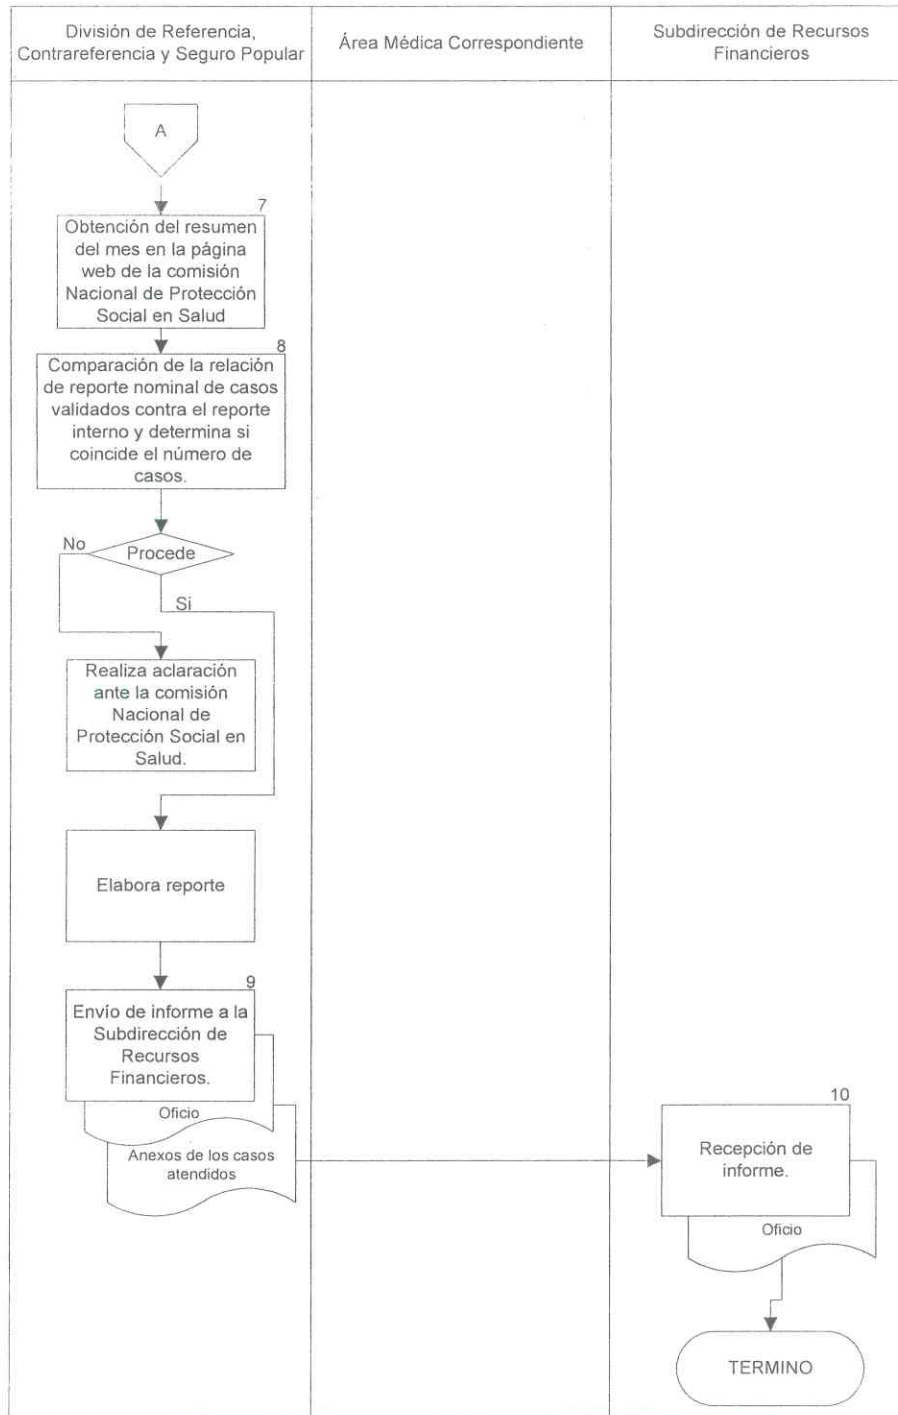 División de Referencia,
Contrareferencia y Seguro Popular
Área Médica Correspondiente
Subdirección de Recursos
Financieros
A
7
Obtención del resumen
del mes en la página
web de la comisión
Nacional de Protección
Social en Salud
8
Comparación de la relación
de reporte nominal de casos
validados contra el reporte
interno y determina si
coincide el número de
casos.
No
Procede
Si
Realiza aclaración
ante la comisión
Nacional de
Protección Social en
Salud.
Elabora reporte
9
Envío de informe a la
Subdirección de
Recursos
Financieros.
Oficio
Anexos de los casos
atendidos
10
Recepción de
informe.
Oficio
TERMINO